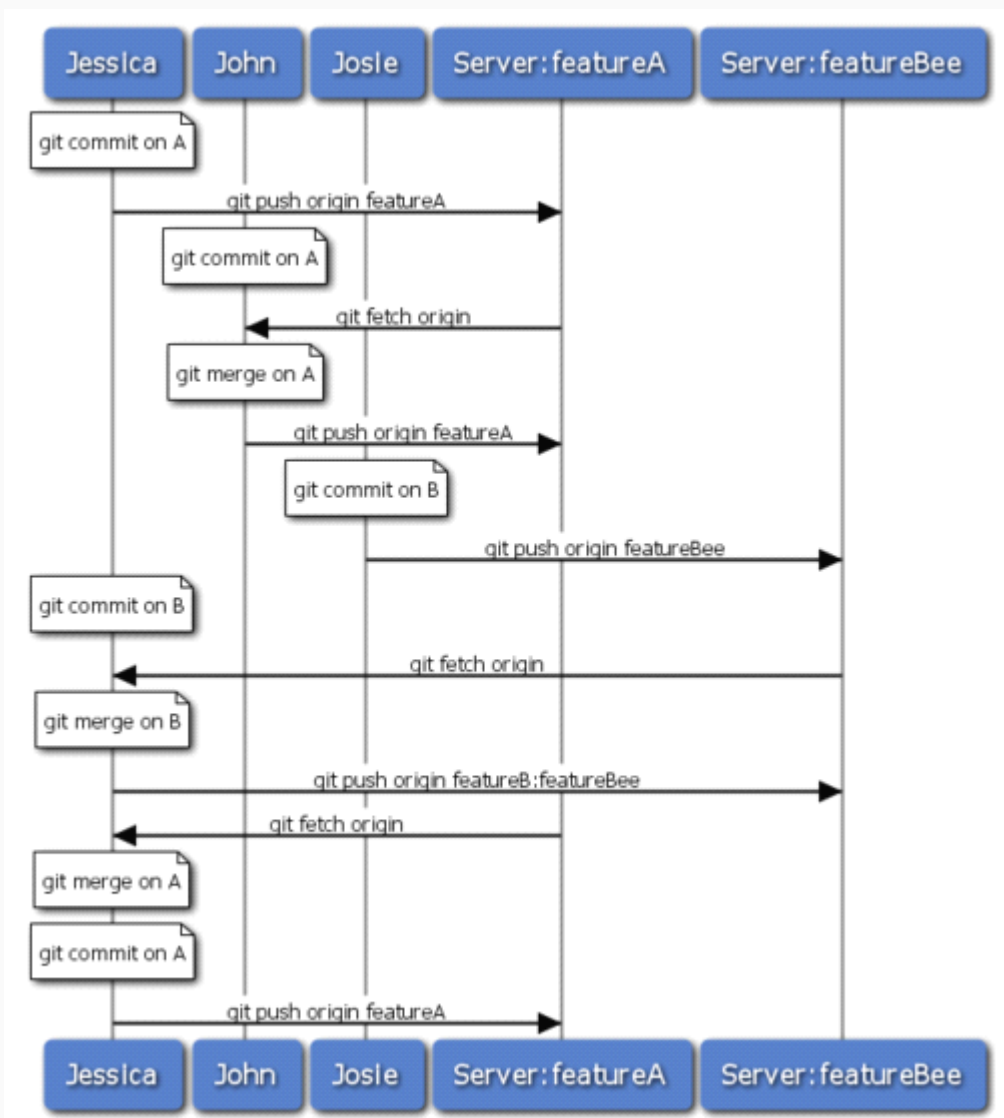 Jessica John Josie Server:featureA Server:featureBee
git commit on A
git push origin featureA
git commit on A
git fetch origin
git merge on A
git push origin featureA
git commit on B
git push origin featureBee
git commit on B
git fetch origin
git merge on B
git push origin featureB:featureBee
git fetch origin
git merge on A
git commit on A
git push origin featureA
Jessica John Josie Server:featureA Server:featureBee